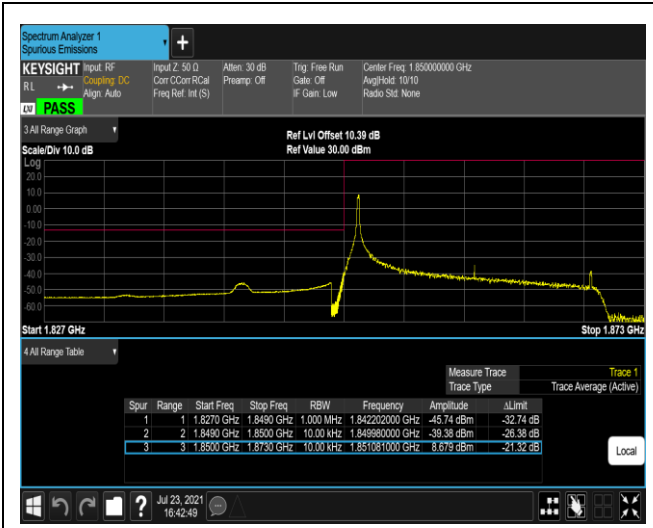 Spectrum Analyzer 1
Spurious Emissions
+
KEYSIGHT Input: RF Input Z: 50 Ω Atten: 30 dB Trig: Free Run Center Freq: 1.850000000 GHz
Coupling: DC Corr CCorr RCal Preamp: Off Gate: Off Avg|Hold: 10/10
RL Align: Auto Freq Ref: Int (S) IF Gain: Low Radio Std: None
LXI PASS
3 All Range Graph
Ref Lvl Offset 10.39 dB
Scale/Div 10.0 dB Ref Value 30.00 dBm
Log
20.0
10.0
0.00
-10.0
-20.0
-30.0
-40.0
-50.0
-60.0
Start 1.827 GHz Stop 1.873 GHz
4 All Range Table
Measure Trace Trace 1
Trace Type Trace Average (Active)
Spur Range Start Freq Stop Freq RBW Frequency Amplitude ΔLimit
1 1 1.8270 GHz 1.8490 GHz 1.000 MHz 1.842202000 GHz -45.74 dBm -32.74 dB
2 2 1.8490 GHz 1.8500 GHz 10.00 kHz 1.849980000 GHz -39.38 dBm -26.38 dB
3 3 1.8500 GHz 1.8730 GHz 10.00 kHz 1.851081000 GHz 8.679 dBm -21.32 dB
Local
? Jul 23, 2021
16:42:49